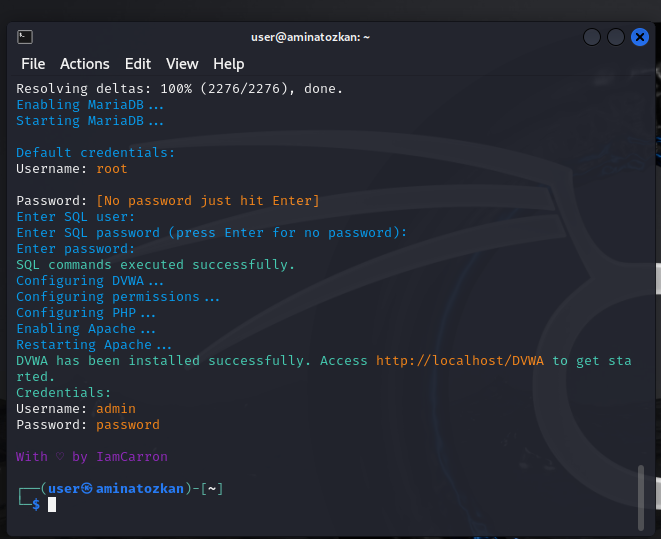 user@aminatozkan: ~
File Actions Edit View Help
Resolving deltas: 100% (2276/2276), done.
Enabling MariaDB...
Starting MariaDB...
Default credentials:
Username: root
Password: [No password just hit Enter]
Enter SQL user:
Enter SQL password (press Enter for no password):
Enter password:
SQL commands executed successfully.
Configuring DVWA...
Configuring permissions...
Configuring PHP...
Enabling Apache...
Restarting Apache...
DVWA has been installed successfully. Access http://localhost/DVWA to get sta
rted.
Credentials:
Username: admin
Password: password
With ♡ by IamCarron
┌──(user㉿aminatozkan)-[~]
└─$